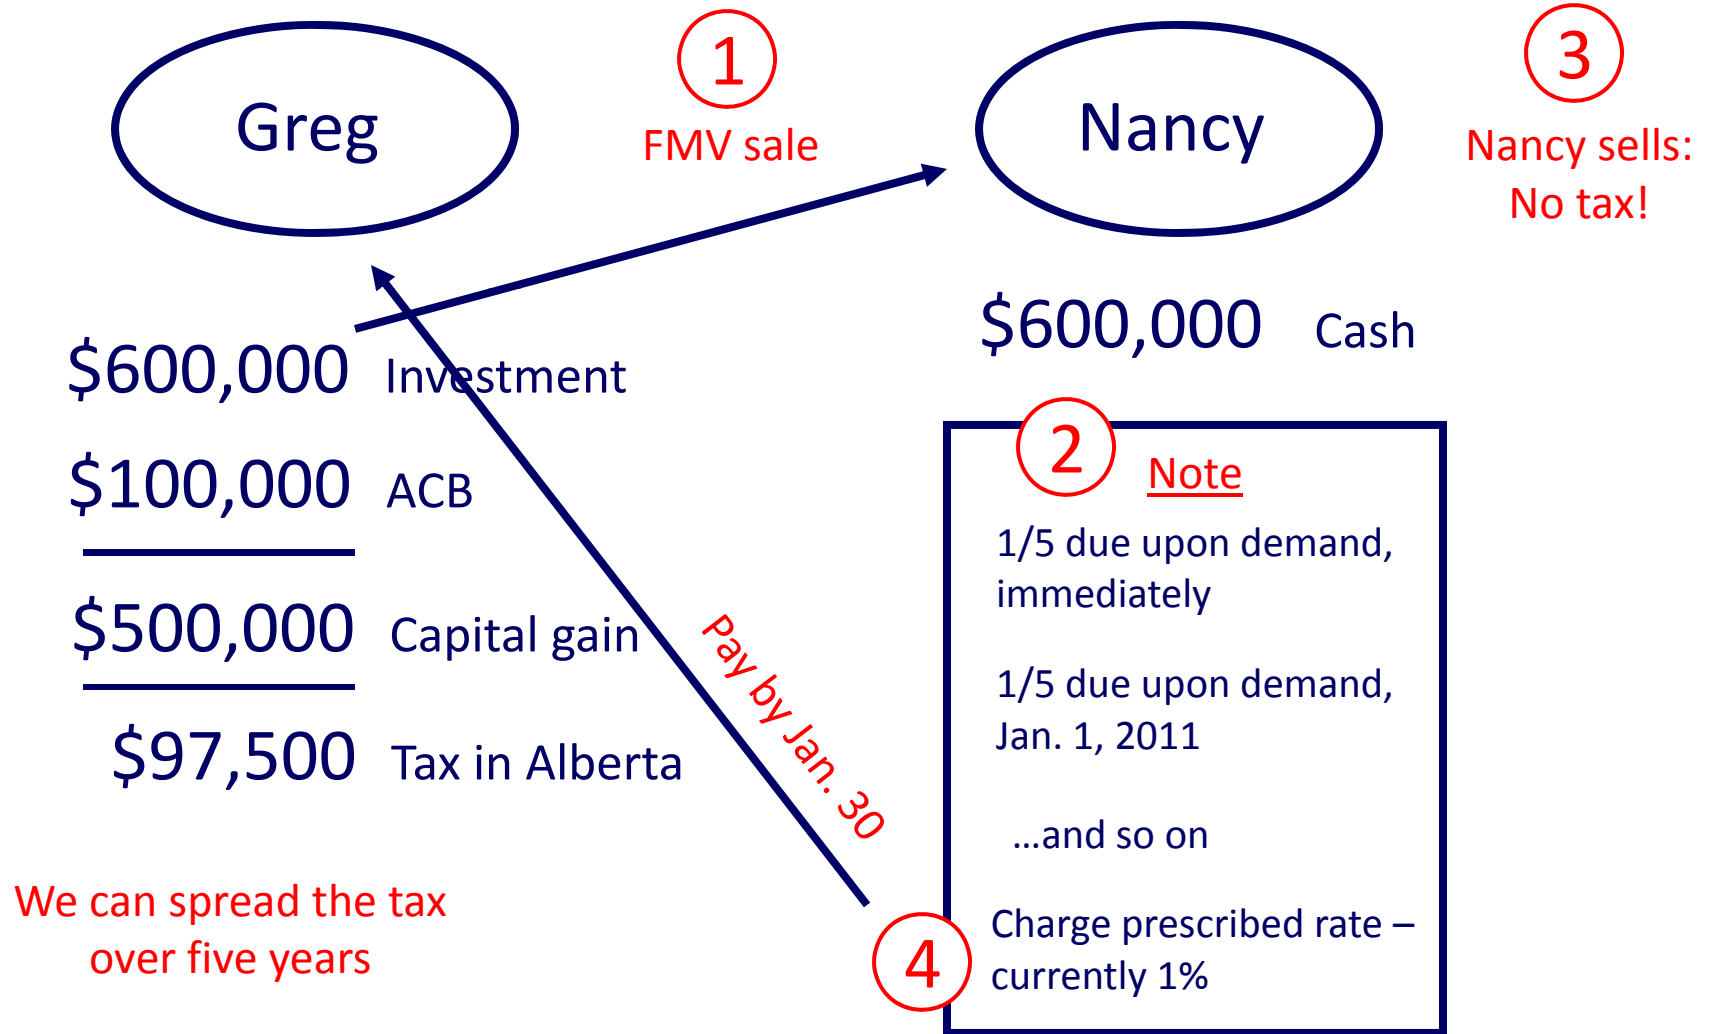 Greg
1
FMV sale
Nancy
3
Nancy sells:
No tax!
$600,000 Investment
$100,000 ACB
$500,000 Capital gain
$97,500 Tax in Alberta
We can spread the tax
over five years
$600,000 Cash
2
Note
1/5 due upon demand,
immediately
1/5 due upon demand,
Jan. 1, 2011
…and so on
Charge prescribed rate –
currently 1%
4
Pay by Jan. 30